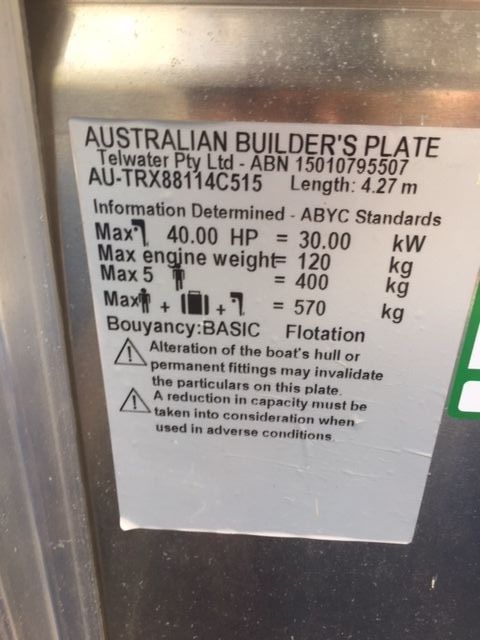 AUSTRALIAN BUILDER'S PLATE
Telwater Pty Ltd - ABN 15010795507
AU-TRX88114C515 Length: 4.27 m
Information Determined - ABYC Standards
Max 40.00 HP = 30.00 kW
Max engine weight= 120 kg
Max 5 = 400 kg
Max + + = 570 kg
Bouyancy:BASIC Flotation
Alteration of the boat's hull or
permanent fittings may invalidate
the particulars on this plate.
A reduction in capacity must be
taken into consideration when
used in adverse conditions.